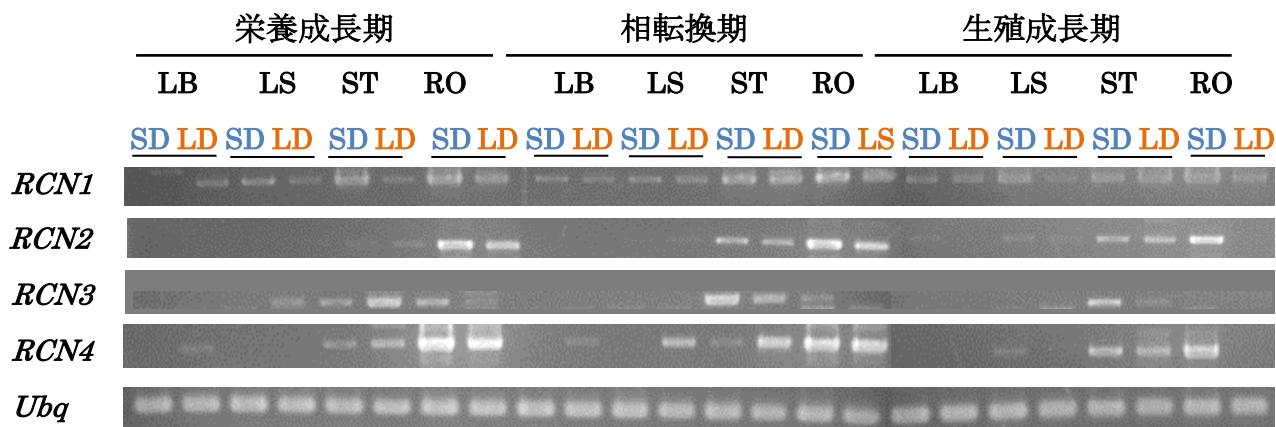 栄養成長期 相転換期 生殖成長期
LB LS ST RO LB LS ST RO LB LS ST RO
SD LD SD LD SD LD SD LD SD LD SD LD SD LD SD LS SD LD SD LD SD LD SD LD
RCN1
RCN2
RCN3
RCN4
Ubq